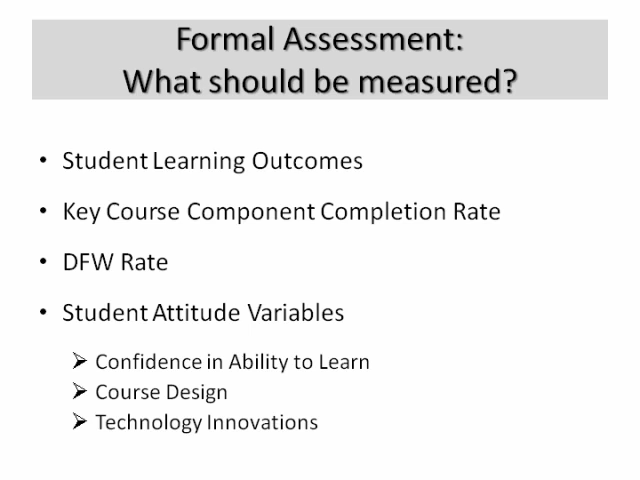 Formal Assessment:
What should be measured?
• Student Learning Outcomes
• Key Course Component Completion Rate
• DFW Rate
• Student Attitude Variables
➢ Confidence in Ability to Learn
➢ Course Design
➢ Technology Innovations